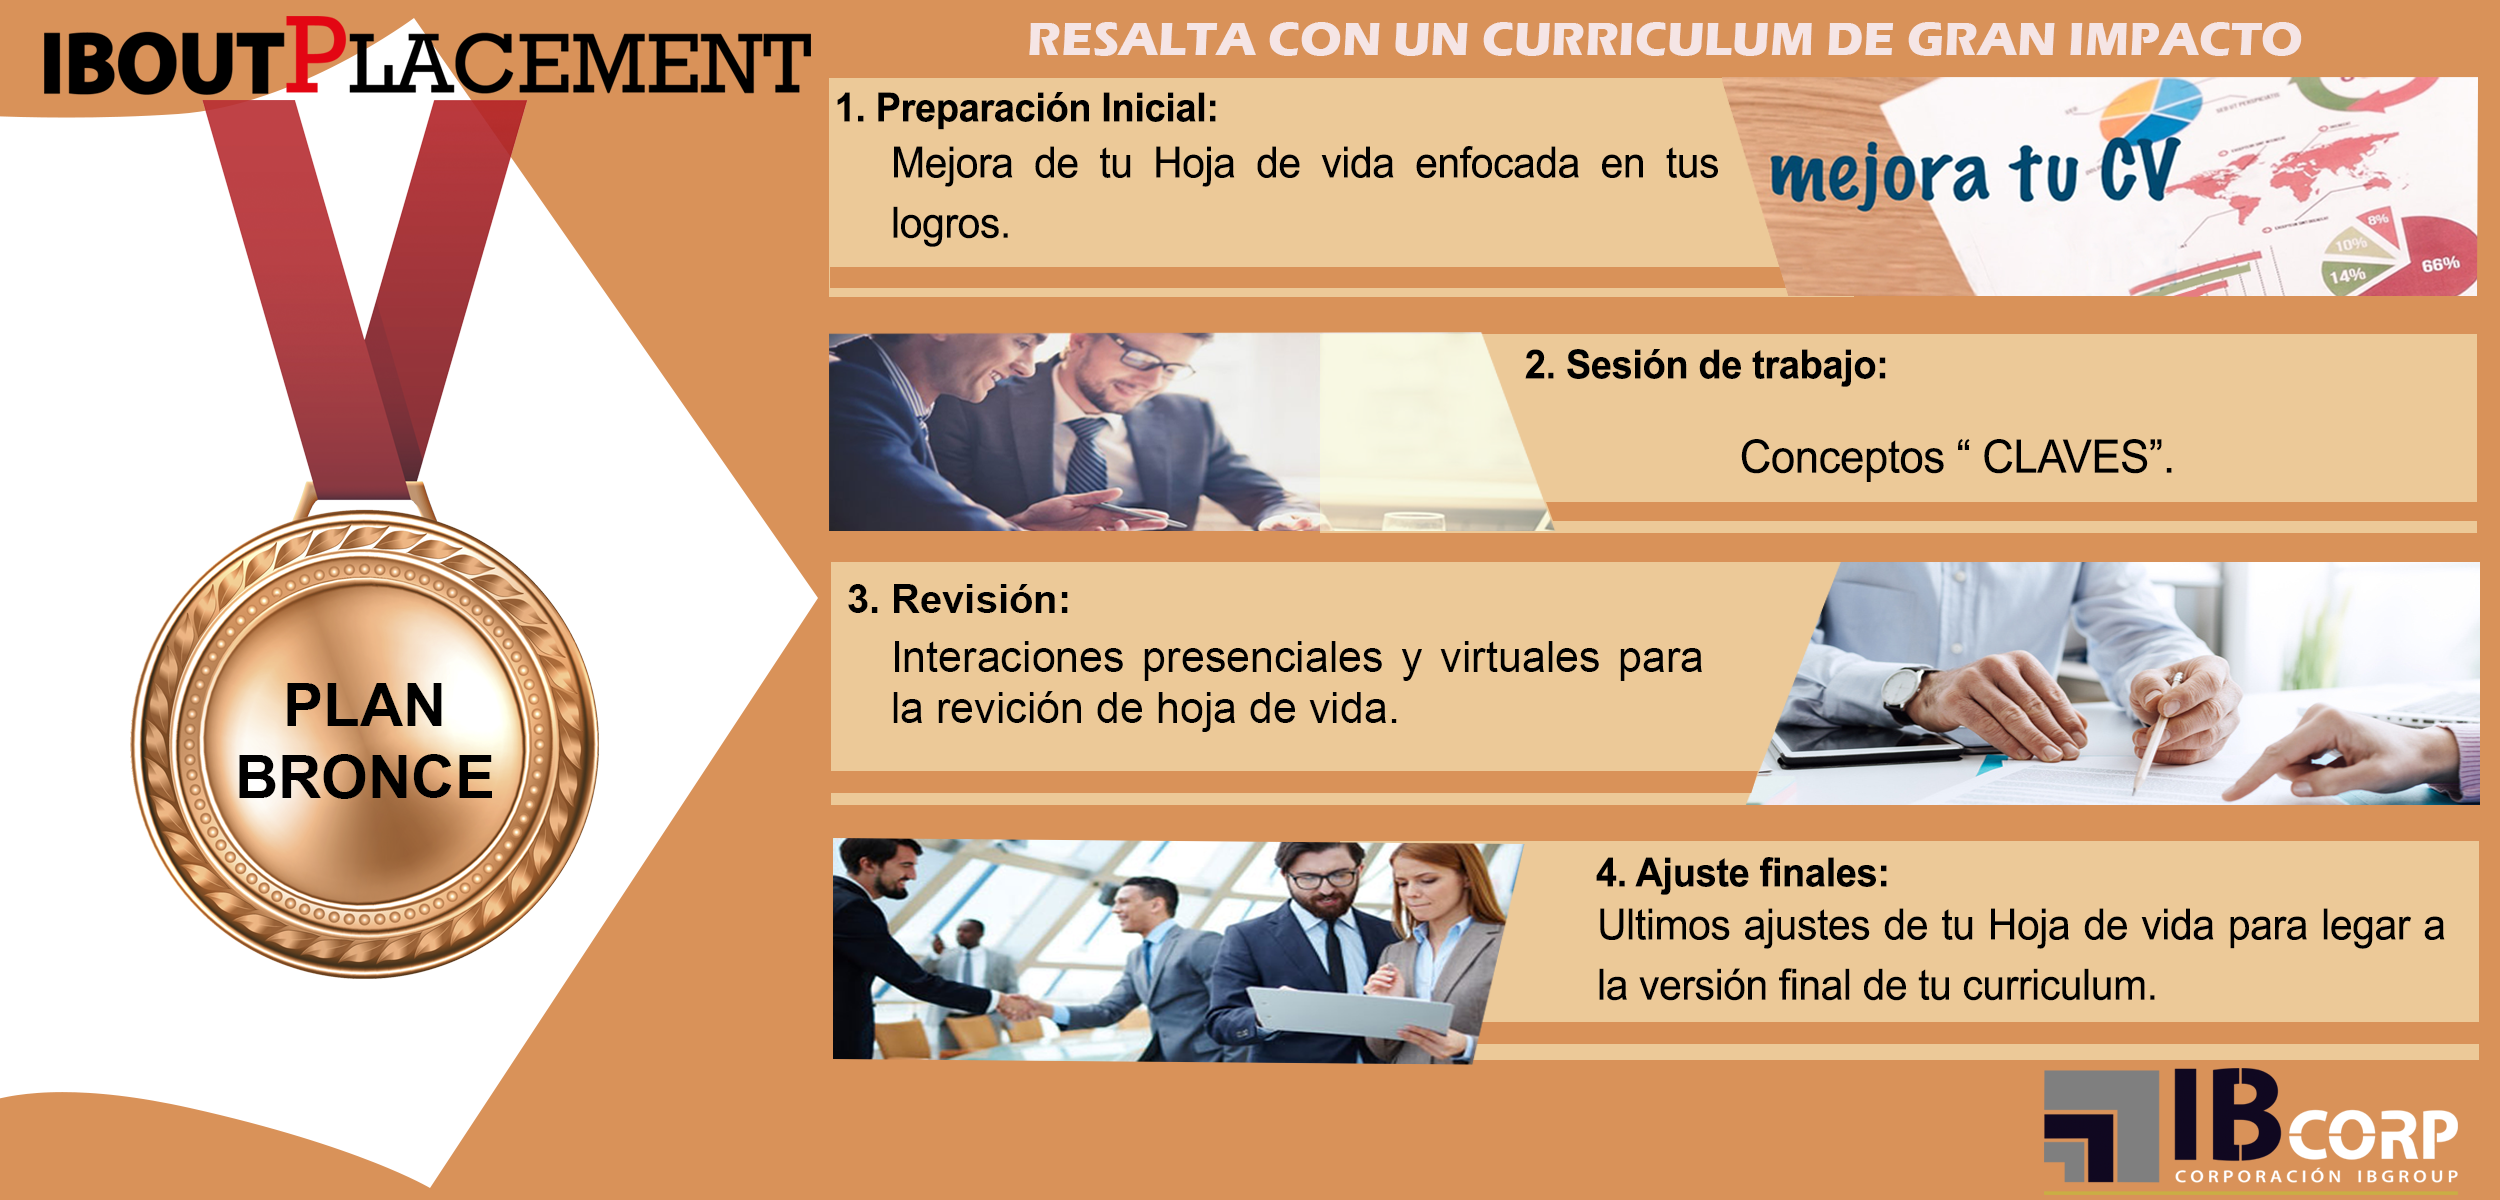 IBOUTPLACEMENT
RESALTA CON UN CURRICULUM DE GRAN IMPACTO
1. Preparación Inicial:
Mejora de tu Hoja de vida enfocada en tus
logros.
mejora tu CV
8%
10%
14%
66%
2. Sesión de trabajo:
Conceptos “ CLAVES”.
3. Revisión:
Interaciones presenciales y virtuales para
la revición de hoja de vida.
PLAN
BRONCE
4. Ajuste finales:
Ultimos ajustes de tu Hoja de vida para legar a
la versión final de tu curriculum.
IBCORP
CORPORACIÓN IBGROUP